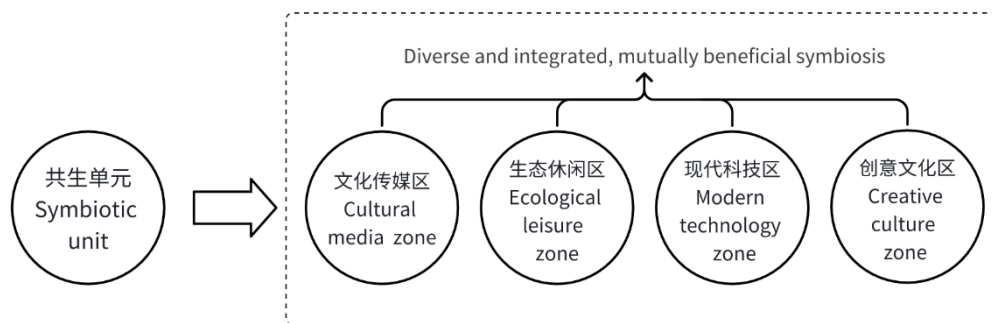 Diverse and integrated, mutually beneficial symbiosis
共生单元
Symbiotic
unit
文化传媒区
Cultural
media zone
生态休闲区
Ecological
leisure
zone
现代科技区
Modern
technology
zone
创意文化区
Creative
culture
zone